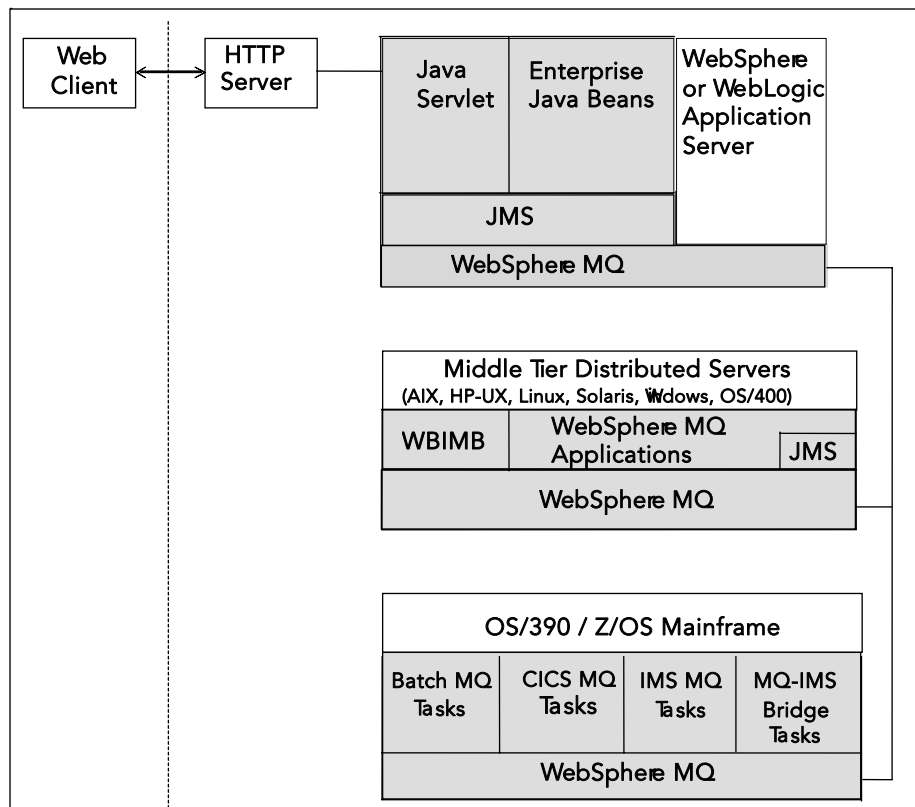 Web
Client
HTTP
Server
Java
Servlet
Enterprise
Java Beans
WebSphere
or WebLogic
Application
Server
JMS
WebSphere MQ
Middle Tier Distributed Servers
(AIX, HP-UX, Linux, Solaris, Windows, OS/400)
WBIMB
WebSphere MQ
Applications
JMS
WebSphere MQ
OS/390 / Z/OS Mainframe
Batch MQ
Tasks
CICS MQ
Tasks
IMS MQ
Tasks
MQ-IMS
Bridge
Tasks
WebSphere MQ